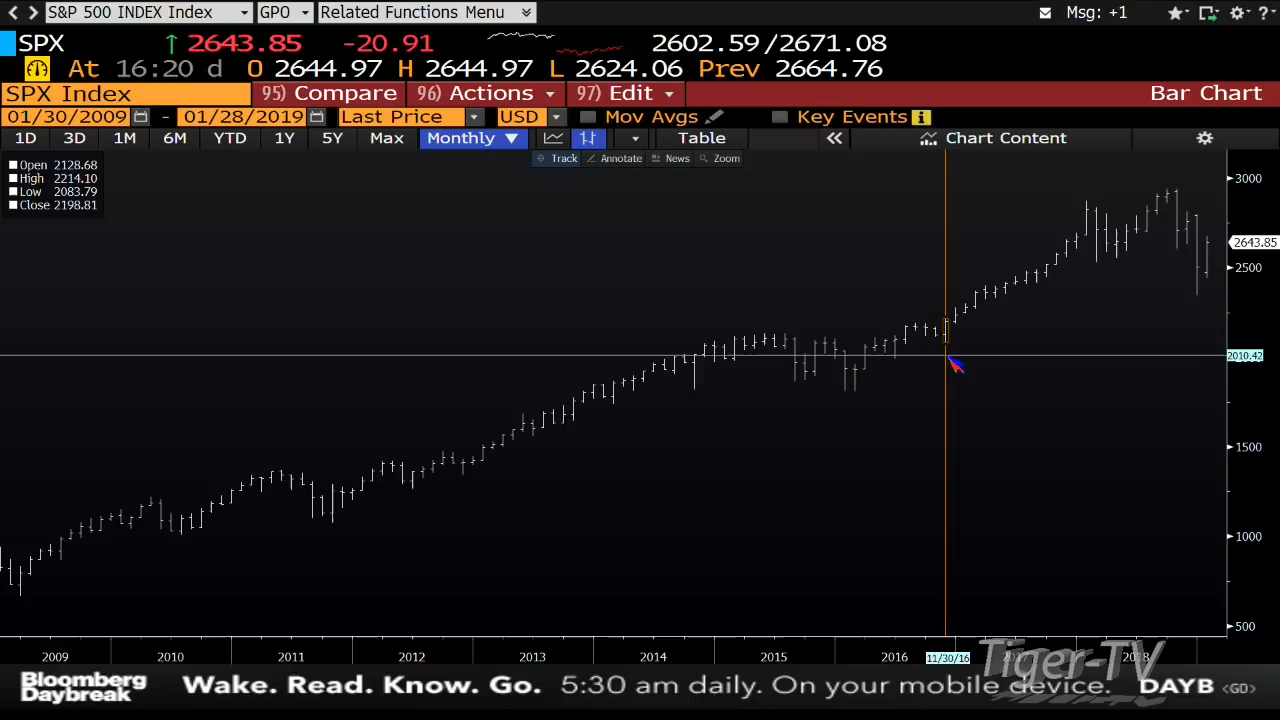 S&P 500 INDEX Index GPO Related Functions Menu Msg: +1 ?
SPX ↑ 2643.85 -20.91 2602.59/2671.08
At 16:20 d O 2644.97 H 2644.97 L 2624.06 Prev 2664.76
SPX Index 95) Compare 96) Actions 97) Edit Bar Chart
01/30/2009 - 01/28/2019 Last Price USD Mov Avgs Key Events i
1D 3D 1M 6M YTD 1Y 5Y Max Monthly ▼ Table « Chart Content
Track Annotate News Zoom
Open 2128.68
High 2214.10
Low 2083.79
Close 2198.81
3000
2643.85
2500
2010.42
1500
1000
500
2009 2010 2011 2012 2013 2014 2015 2016 11/30/16 2018
Tiger-TV
Bloomberg
Daybreak
Wake. Read. Know. Go. 5:30 am daily. On your mobile device. DAYB <GO>